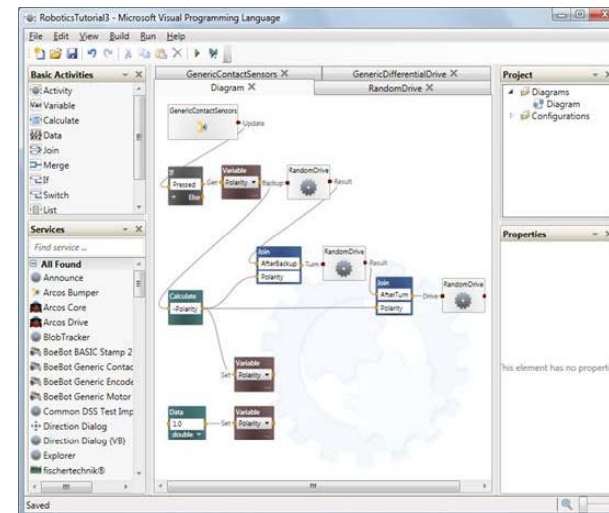 RoboticsTutorial3 - Microsoft Visual Programming Language
File Edit View Build Run Help
Basic Activities
Activity
Variable
Calculate
Data
Join
Merge
If
Switch
List
Services
Find service ...
All Found
Announce
Arcos Bumper
Arcos Core
Arcos Drive
BlobTracker
BoeBot BASIC Stamp 2
BoeBot Generic Contac
BoeBot Generic Encode
BoeBot Generic Motor
Common DSS Test Imp
Direction Dialog
Direction Dialog (VB)
Explorer
fischertechnik®
GenericContactSensors GenericDifferentialDrive
Diagram RandomDrive
GenericContactSensors
Update
If
Pressed
Else
Get
Variable
Polarity
Backup
RandomDrive
Result
Join
AfterBackup
Polarity
Turn
RandomDrive
Result
Join
AfterTurn
Polarity
Drive
RandomDrive
Calculate
-Polarity
Set
Variable
Polarity
Data
1.0
double
Set
Variable
Polarity
Project
Diagrams
Diagram
Configurations
Properties
This element has no properti
Saved